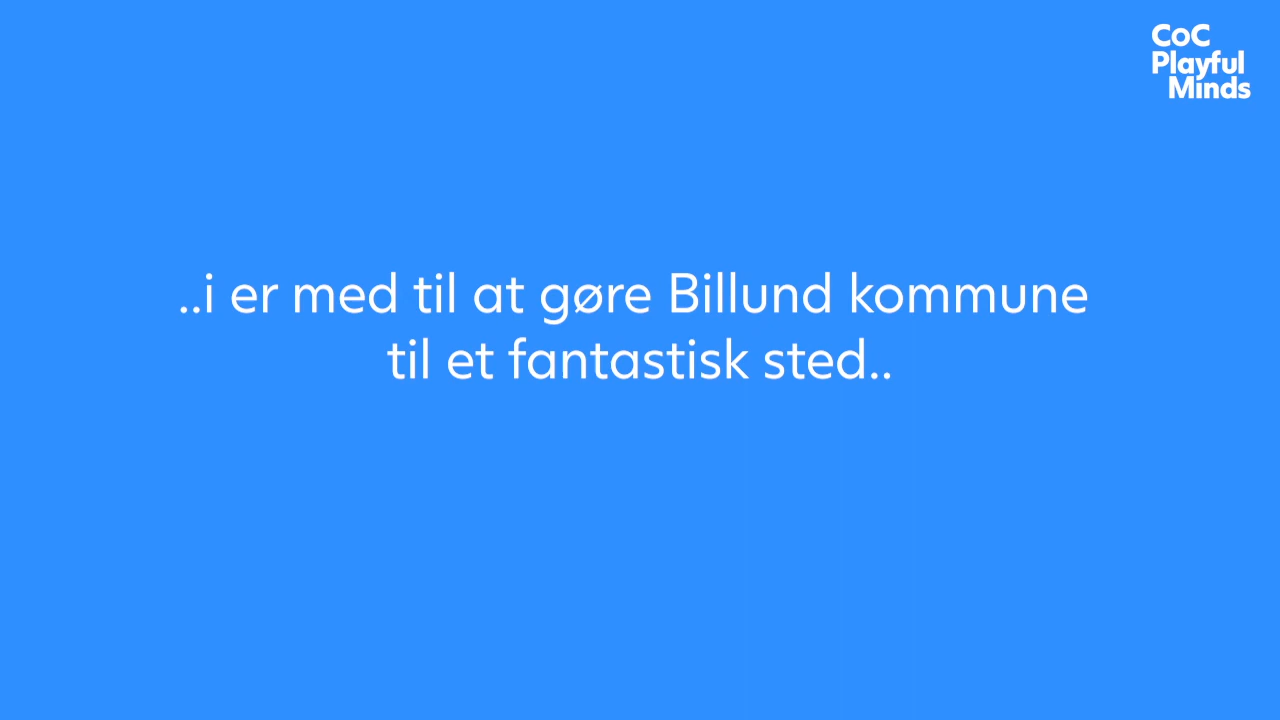 CoC
Playful
Minds
..i er med til at gøre Billund kommune
til et fantastisk sted..